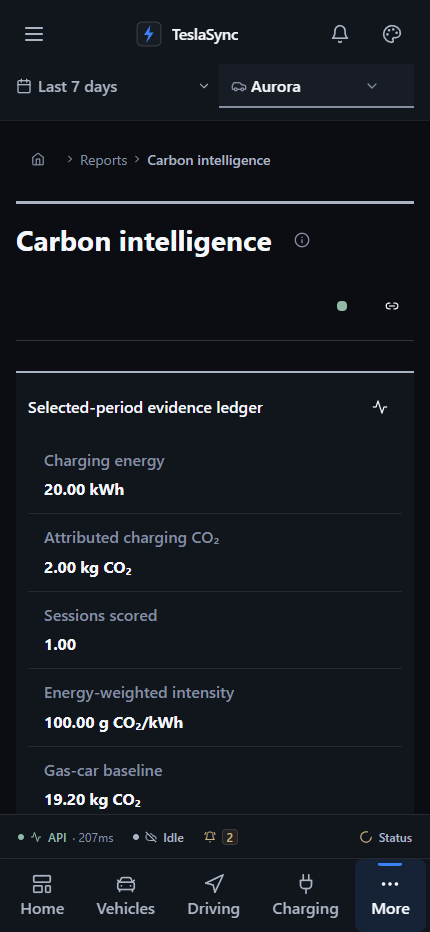 TeslaSync
Last 7 days
Aurora
Reports
Carbon intelligence
Carbon intelligence
Selected-period evidence ledger
Charging energy
20.00 kWh
Attributed charging CO₂
2.00 kg CO₂
Sessions scored
1.00
Energy-weighted intensity
100.00 g CO₂/kWh
Gas-car baseline
19.20 kg CO₂
API · 207ms
Idle
2
Status
Home
Vehicles
Driving
Charging
More